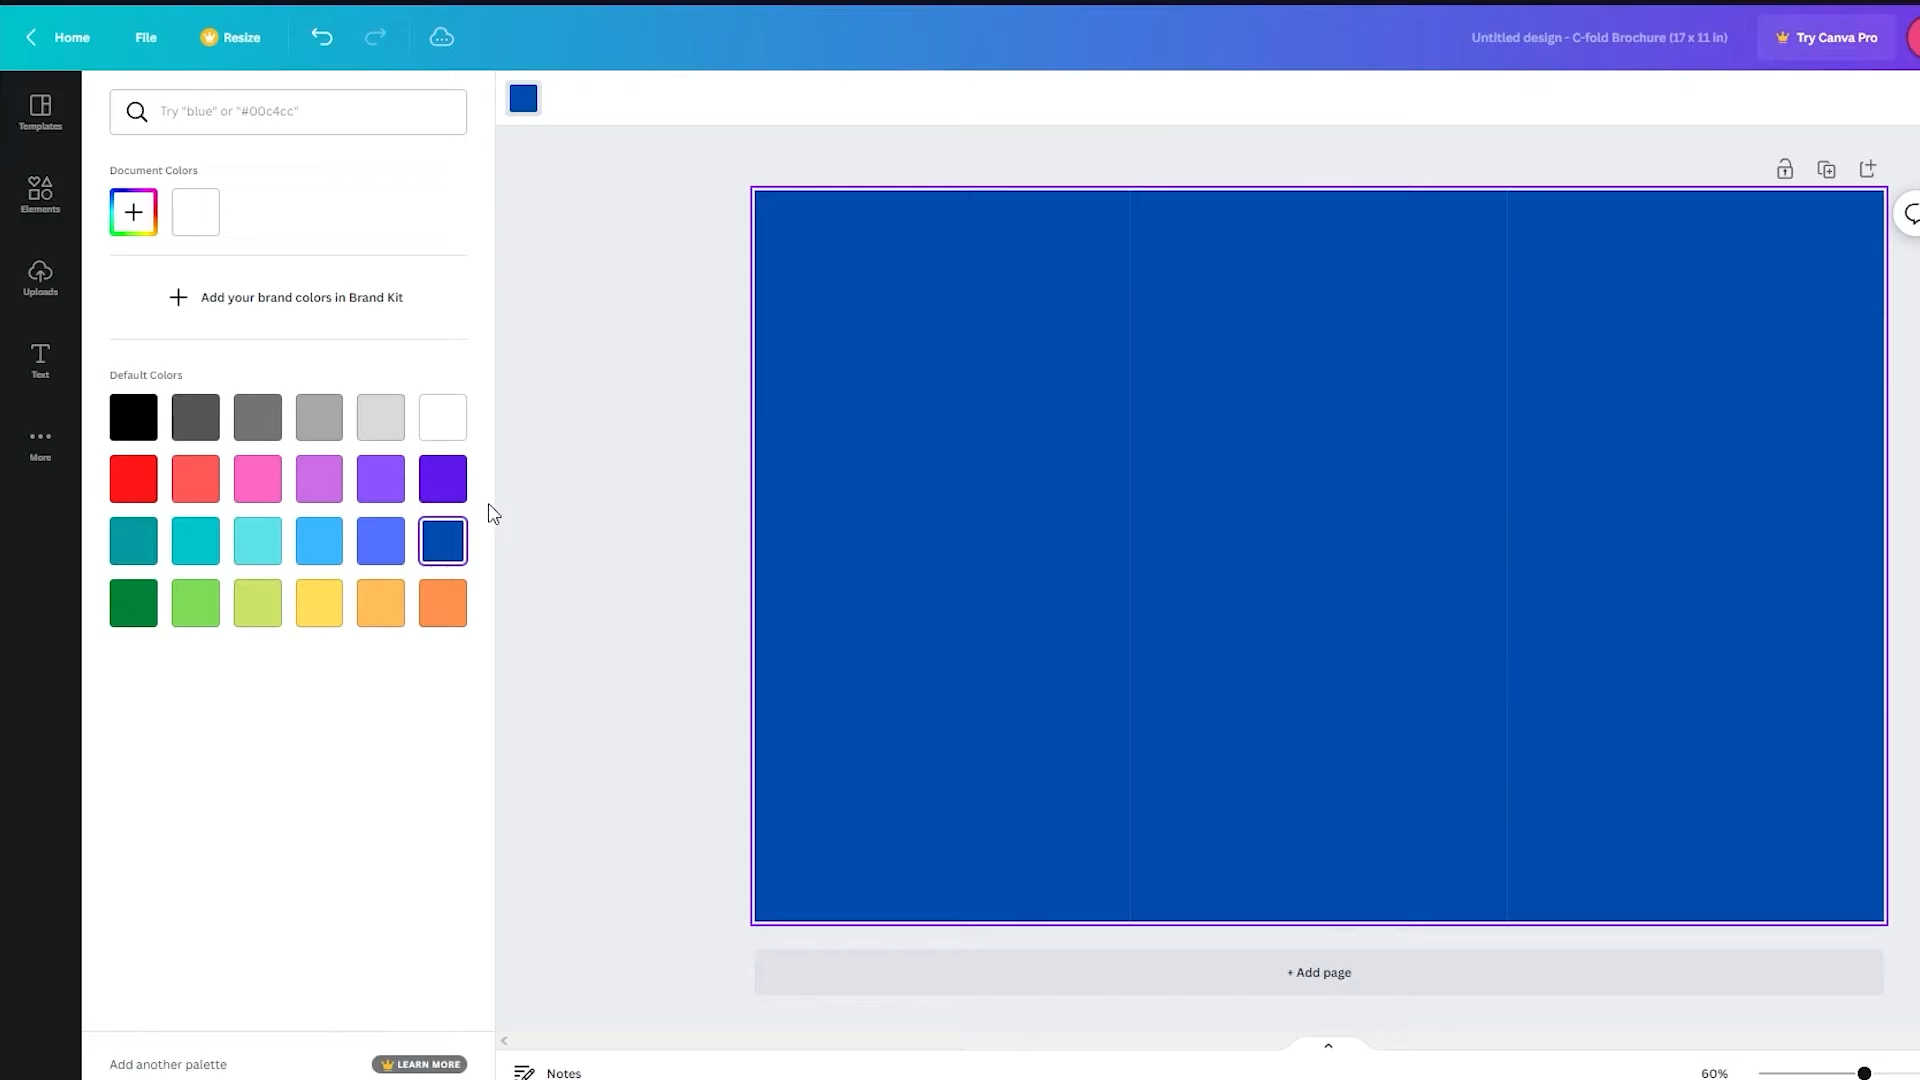 Home
File
Resize
Untitled design - C-fold Brochure (17 x 11 in)
Try Canva Pro
Templates
Elements
Uploads
Text
More
Try "blue" or "#00c4cc"
Document Colors
Add your brand colors in Brand Kit
Default Colors
Add another palette
LEARN MORE
+ Add page
Notes
60%